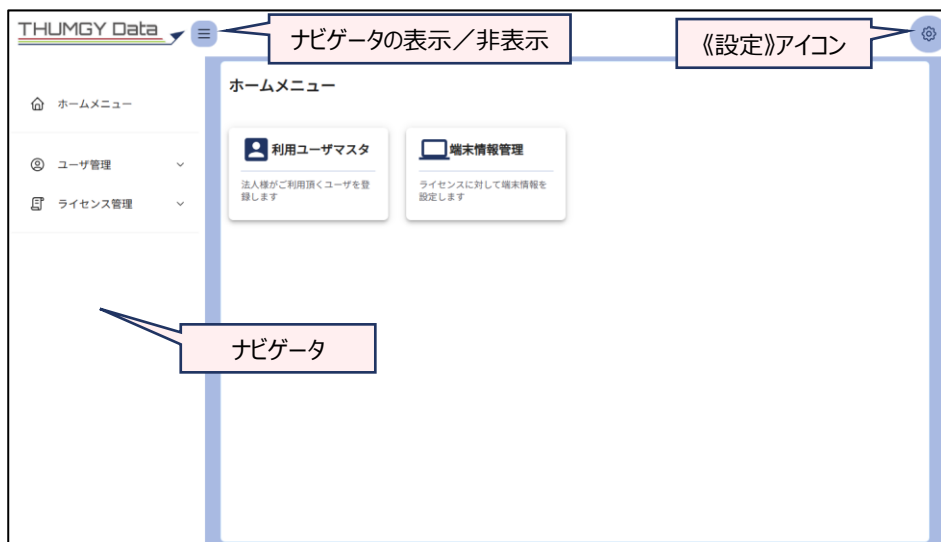 THUMGY Data
ナビゲータの表示／非表示
《設定》アイコン
ホームメニュー
ホームメニュー
ユーザ管理
ライセンス管理
利用ユーザマスタ
法人様がご利用頂くユーザを登
録します
端末情報管理
ライセンスに対して端末情報を
設定します
ナビゲータ